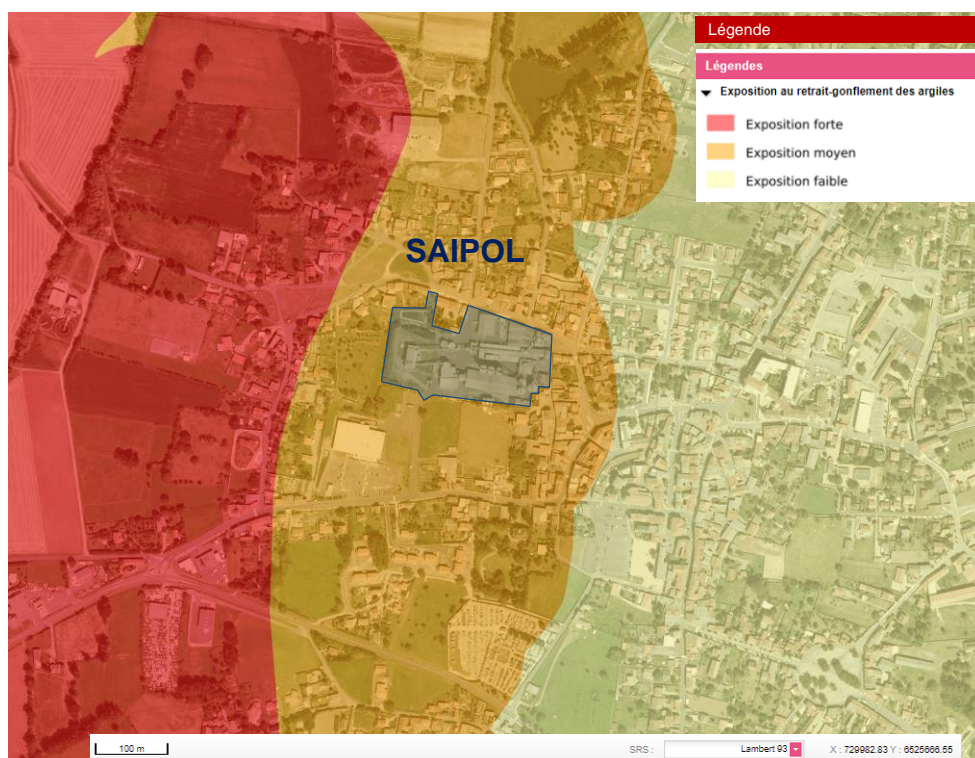 Légende
Légendes
Exposition au retrait-gonflement des argiles
Exposition forte
Exposition moyen
Exposition faible
SAIPOL
100 m
SRS :
Lambert 93
X : 729982.83 Y : 6525666.55